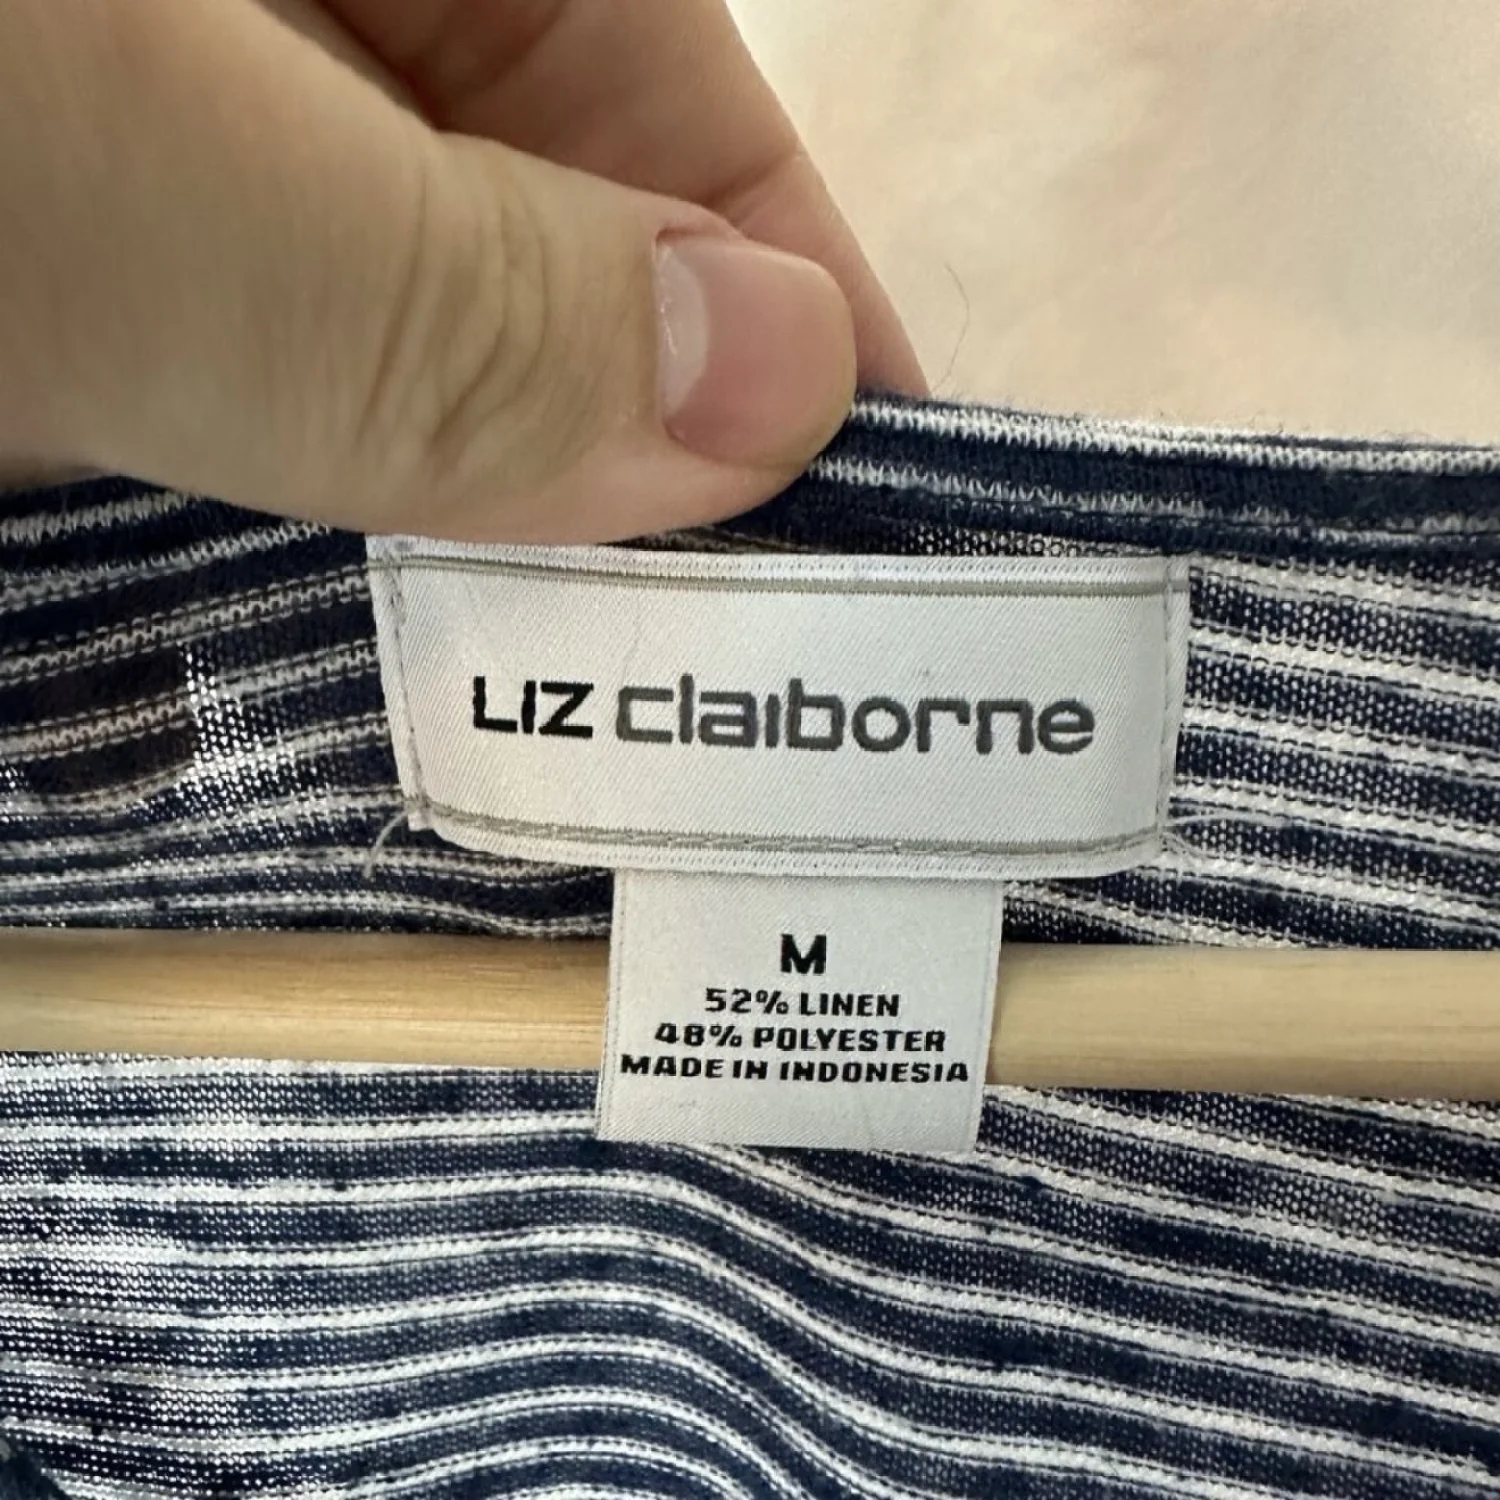 LIZ claiborne
M
52% LINEN
48% POLYESTER
MADE IN INDONESIA